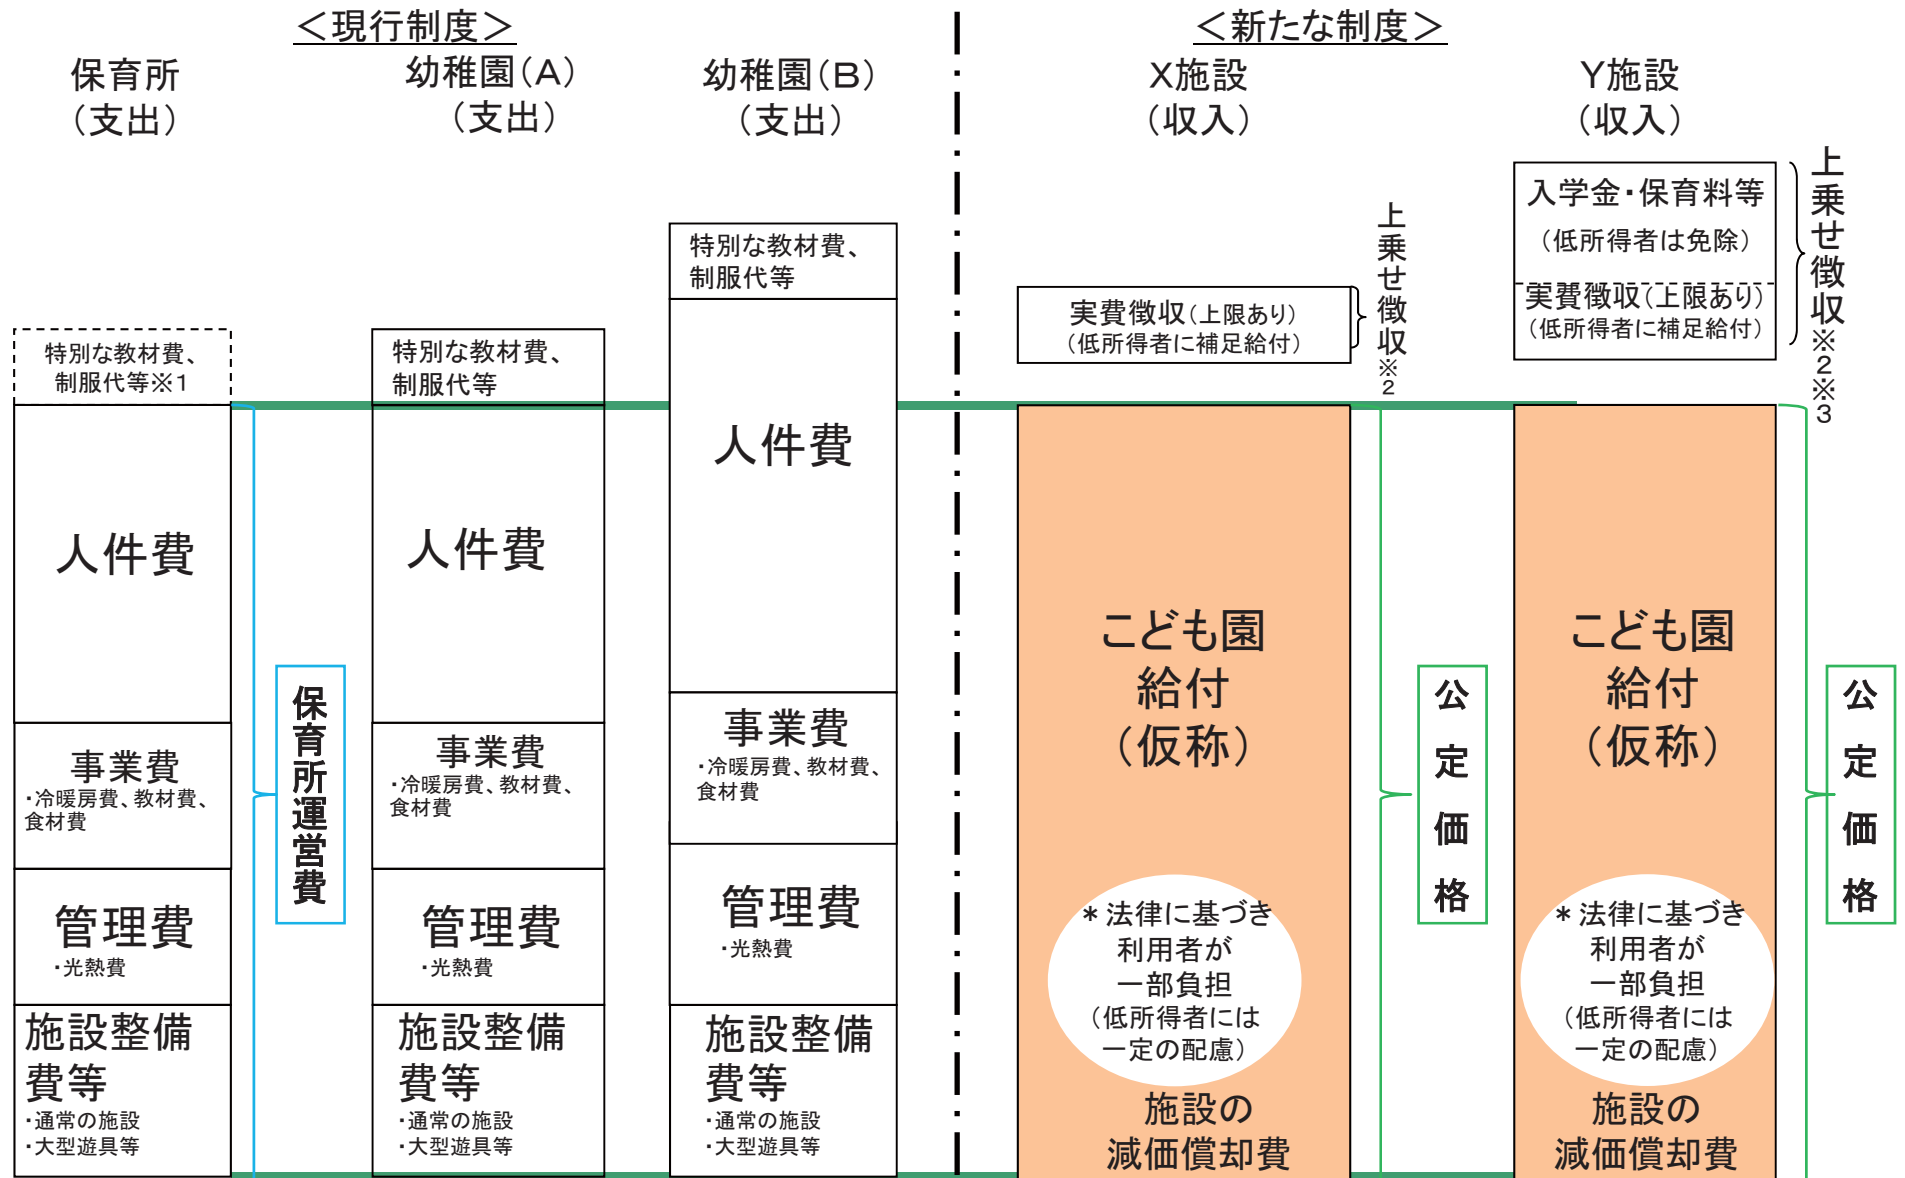 ＜現行制度＞
保育所
（支出）
幼稚園（A）
（支出）
幼稚園（B）
（支出）
特別な教材費、
制服代等※1
人件費
事業費
・冷暖房費、教材費、
食材費
管理費
・光熱費
施設整備
費等
・通常の施設
・大型遊具等
保育所運営費
特別な教材費、
制服代等
人件費
事業費
・冷暖房費、教材費、
食材費
管理費
・光熱費
施設整備
費等
・通常の施設
・大型遊具等
特別な教材費、
制服代等
人件費
事業費
・冷暖房費、教材費、
食材費
管理費
・光熱費
施設整備
費等
・通常の施設
・大型遊具等
＜新たな制度＞
X施設
（収入）
Y施設
（収入）
実費徴収（上限あり）
（低所得者に補足給付）
上乗せ徴収※2
こども園
給付
（仮称）
＊法律に基づき
利用者が
一部負担
（低所得者には
一定の配慮）
施設の
減価償却費
公定価格
入学金・保育料等
（低所得者は免除）
実費徴収（上限あり）
（低所得者に補足給付）
上乗せ徴収※2※3
こども園
給付
（仮称）
＊法律に基づき
利用者が
一部負担
（低所得者には
一定の配慮）
施設の
減価償却費
公定価格